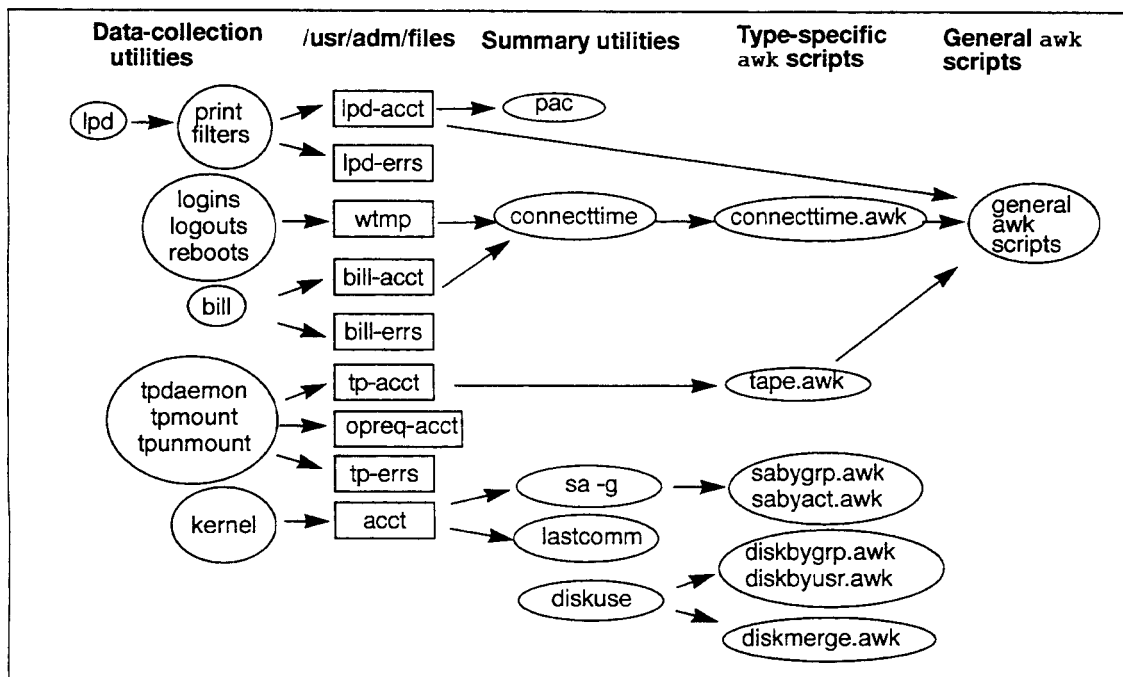 Data-collection
utilities
/usr/adm/files
Summary utilities
Type-specific
awk scripts
General awk
scripts
lpd
print
filters
lpd-acct
pac
lpd-errs
logins
logouts
reboots
wtmp
connecttime
connecttime.awk
general
awk
scripts
bill
bill-acct
bill-errs
tpdaemon
tpmount
tpunmount
tp-acct
tape.awk
opreq-acct
tp-errs
kernel
acct
sa -g
sabygrp.awk
sabyact.awk
lastcomm
diskuse
diskbygrp.awk
diskbyusr.awk
diskmerge.awk